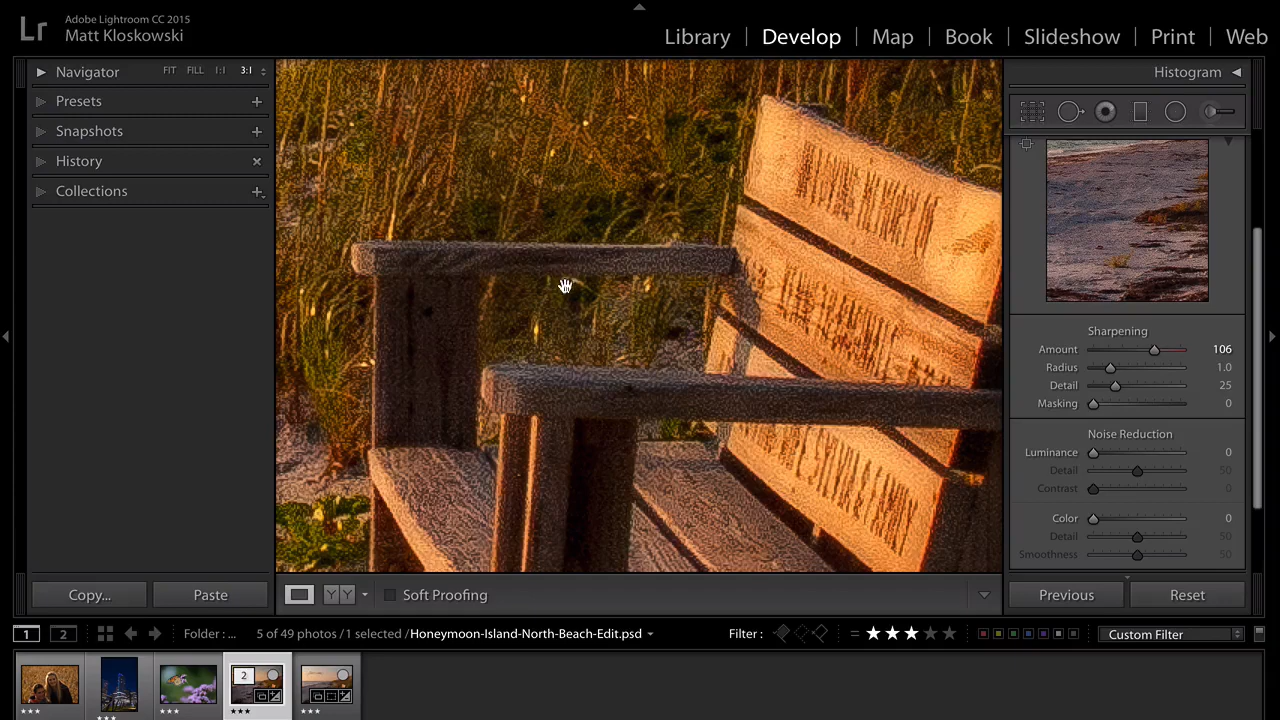 Adobe Lightroom CC 2015
Lr
Matt Kloskowski
Library
Develop
Map
Book
Slideshow
Print
Web
Navigator
FIT
FILL
1:1
3:1
Histogram
Presets
Snapshots
History
Collections
Sharpening
Amount 106
Radius 1.0
Detail 25
Masking 0
Noise Reduction
Luminance 0
Detail 50
Contrast 0
Color 0
Detail 50
Smoothness 50
Copy...
Paste
Y Y
Soft Proofing
Previous
Reset
1
2
Folder : ...
5 of 49 photos / 1 selected / Honeymoon-Island-North-Beach-Edit.psd
Filter :
Custom Filter
2